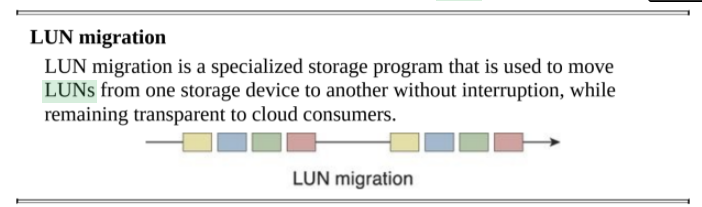 LUN migration
LUN migration is a specialized storage program that is used to move
LUNs from one storage device to another without interruption, while
remaining transparent to cloud consumers.
LUN migration